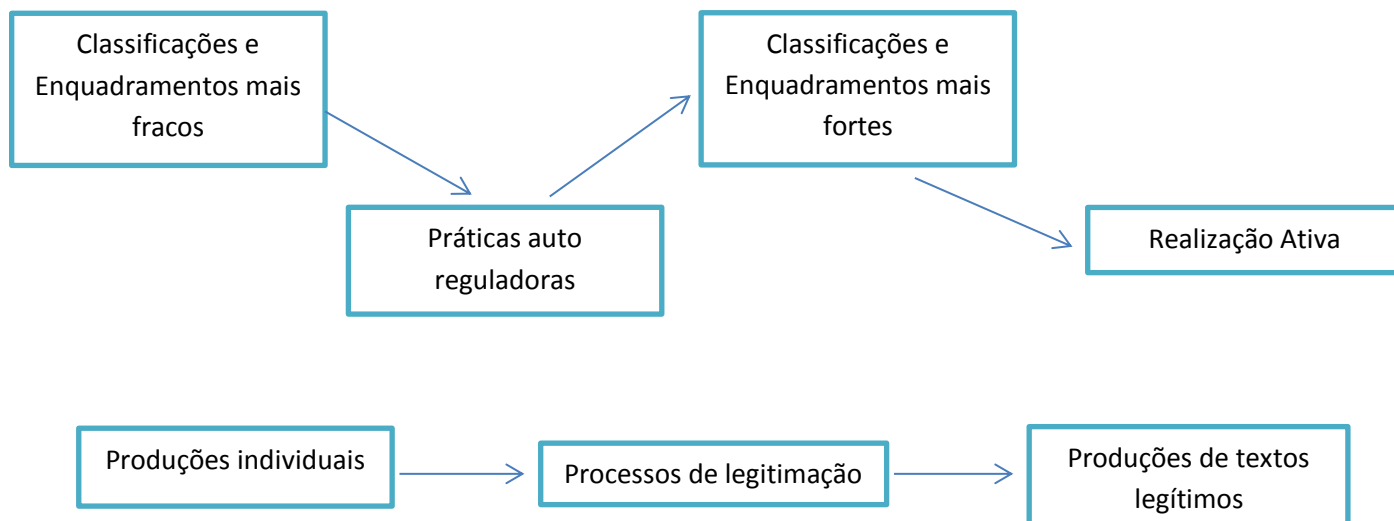 Classificações e
Enquadramentos mais
fracos
Classificações e
Enquadramentos mais
fortes
Práticas auto
reguladoras
Realização Ativa
Produções individuais
Processos de legitimação
Produções de textos
legítimos